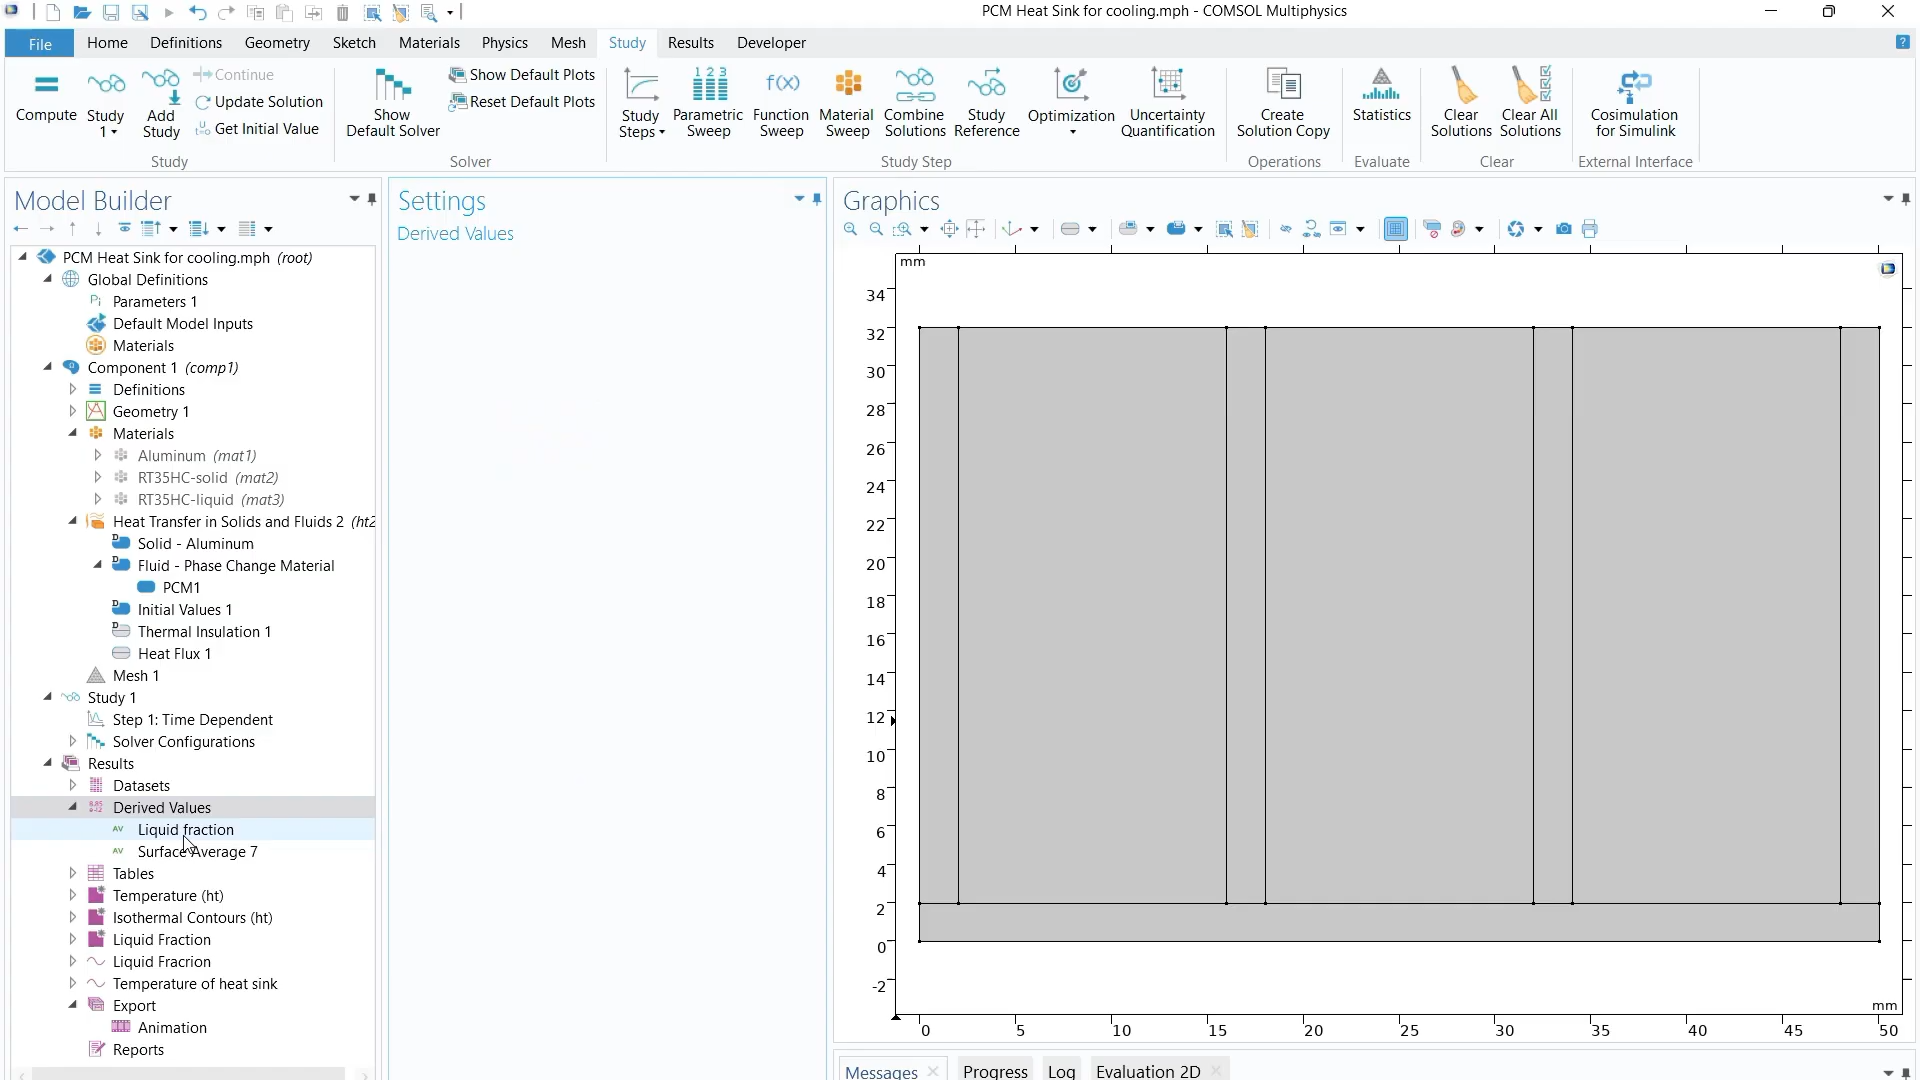 PCM Heat Sink for cooling.mph - COMSOL Multiphysics
File Home Definitions Geometry Sketch Materials Physics Mesh Study Results Developer
Compute
Study 1
Add Study
Continue
Update Solution
Get Initial Value
Study
Show Default Solver
Show Default Plots
Reset Default Plots
Solver
Study Steps
1 2 3
Parametric Sweep
f(x)
Function Sweep
Material Sweep
Combine Solutions
Study Reference
Optimization
Uncertainty Quantification
Study Step
Create Solution Copy
Operations
Statistics
Evaluate
Clear Solutions
Clear All Solutions
Clear
Cosimulation for Simulink
External Interface
Model Builder
PCM Heat Sink for cooling.mph (root)
Global Definitions
Pi Parameters 1
Default Model Inputs
Materials
Component 1 (comp1)
Definitions
Geometry 1
Materials
Aluminum (mat1)
RT35HC-solid (mat2)
RT35HC-liquid (mat3)
Heat Transfer in Solids and Fluids 2 (ht2
Solid - Aluminum
Fluid - Phase Change Material
PCM1
Initial Values 1
Thermal Insulation 1
Heat Flux 1
Mesh 1
Study 1
Step 1: Time Dependent
Solver Configurations
Results
Datasets
Derived Values
AV Liquid fraction
AV Surface Average 7
Tables
Temperature (ht)
Isothermal Contours (ht)
Liquid Fraction
Liquid Fracrion
Temperature of heat sink
Export
Animation
Reports
Settings
Derived Values
Graphics
mm
34
32
30
28
26
24
22
20
18
16
14
12
10
8
6
4
2
0
-2
mm
0 5 10 15 20 25 30 35 40 45 50
Messages Progress Log Evaluation 2D